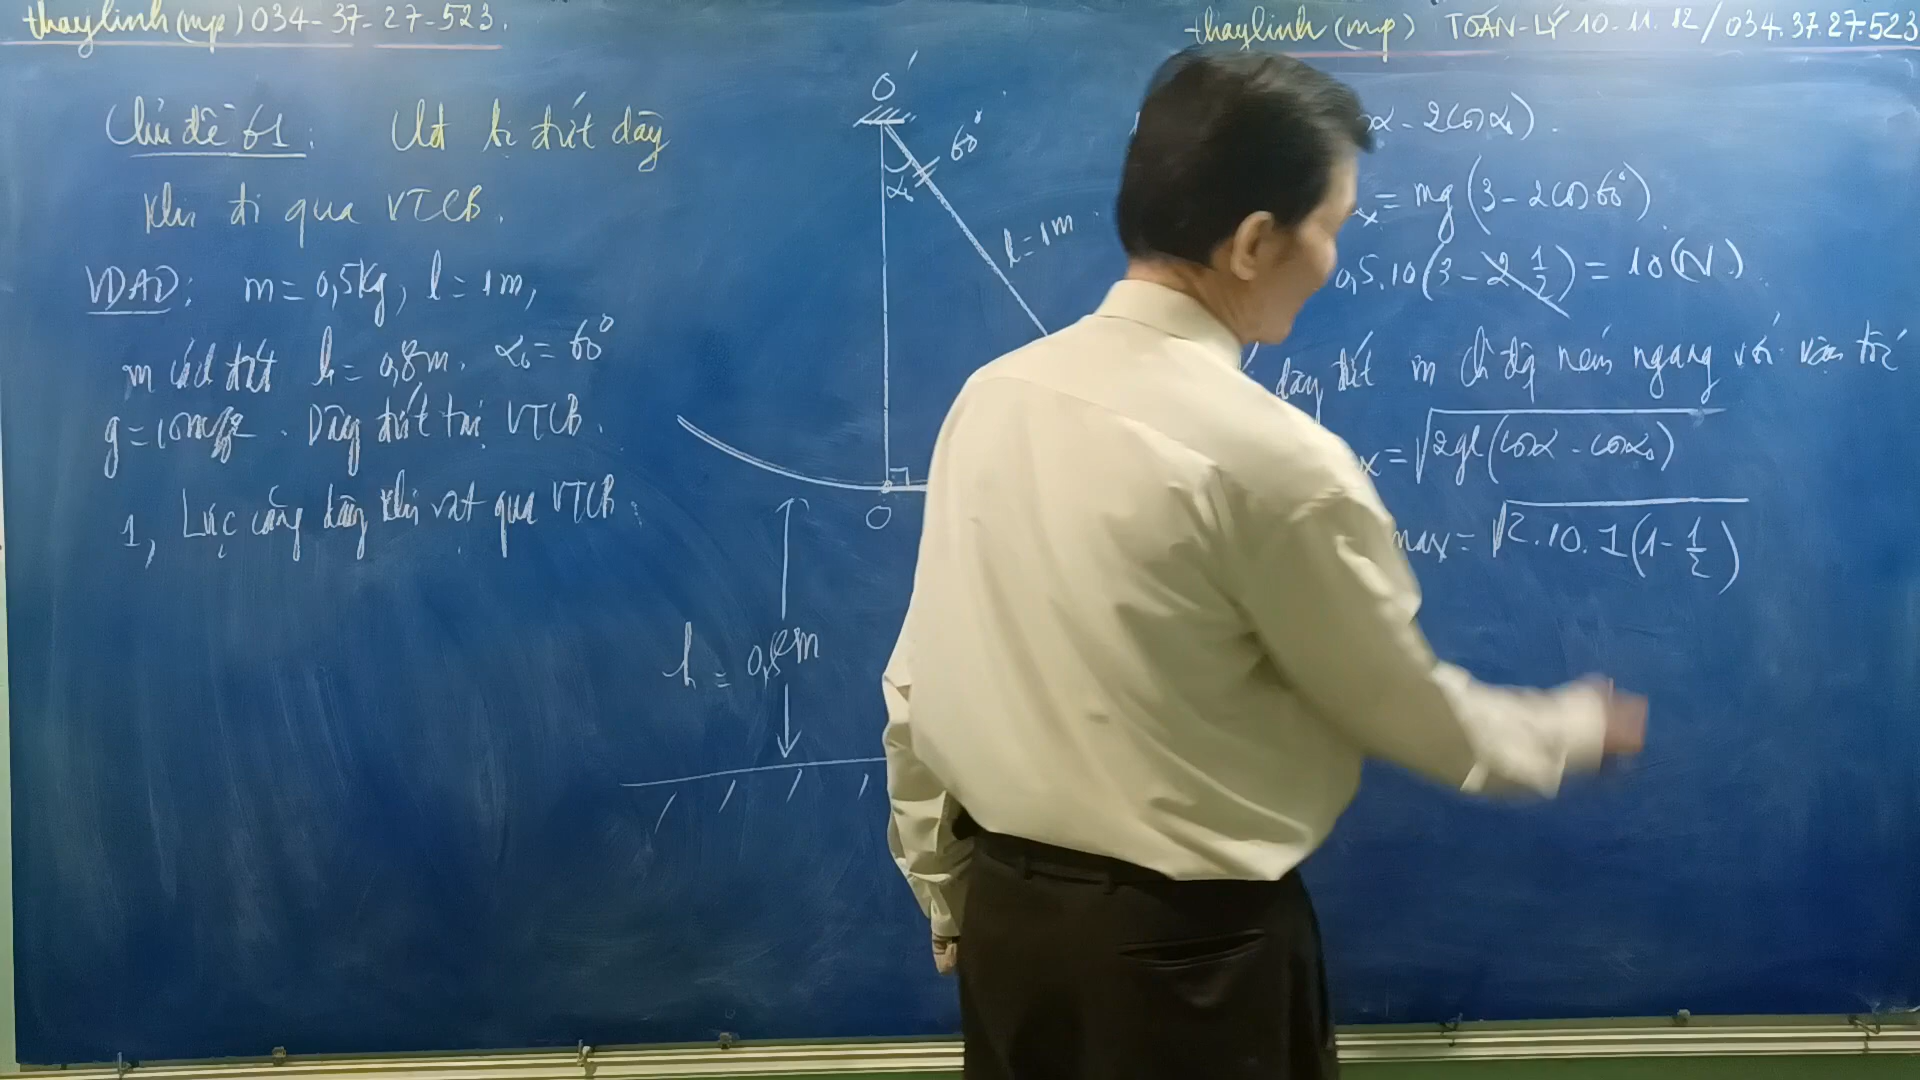 thaylinh (mp) 034-37-27-523.
thaylinh (mp) TOÁN-LÝ 10.11.12/034.37.27.523
Chủ đề 61: Vật bị đứt dây
khi đi qua VTCB.
VDAD: m = 0,5kg, l = 1m,
m cách đất h = 0,8m. α₀ = 60°
g = 10m/s². Dây đứt tại VTCB.
1, Lực căng dây khi vật qua VTCB.
O'
60°
α₀
l = 1m
O
h = 0,8m
α - 2cosα₀).
x = mg(3 - 2cos60°)
0,5.10(3 - 2 1/2) = 10(N).
dây đứt m cđ ném ngang với vận tốc
x = √2gl(cosα - cosα₀)
max = √2.10.1(1 - 1/2)